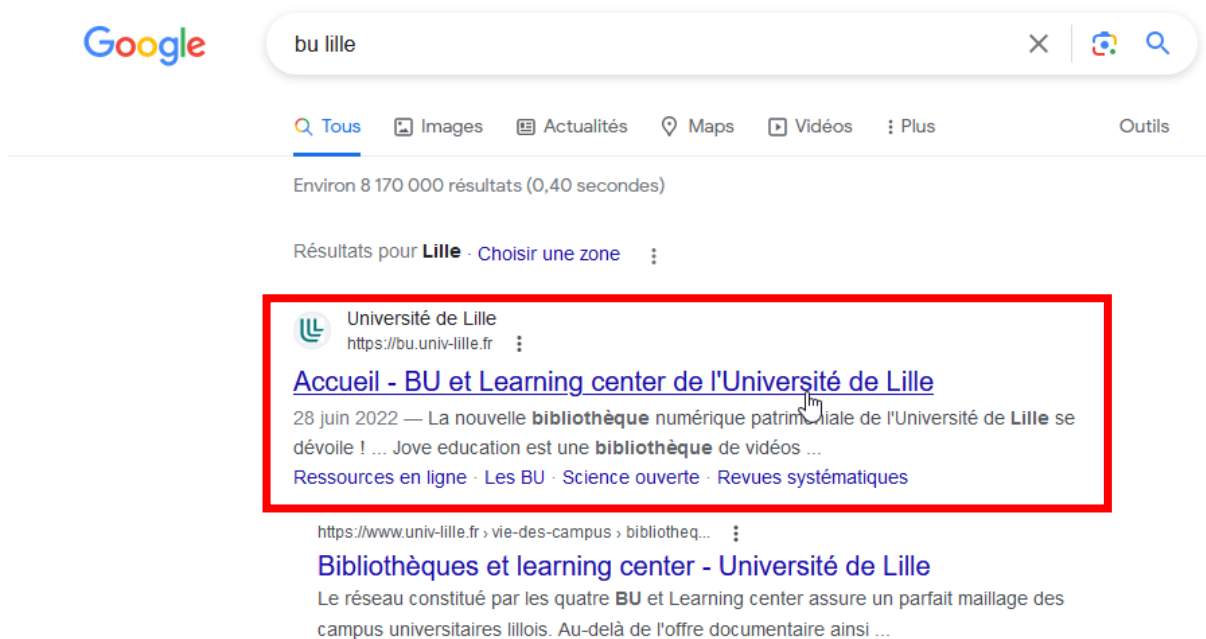 Google
bu lille
Tous Images Actualités Maps Vidéos Plus Outils
Environ 8 170 000 résultats (0,40 secondes)
Résultats pour Lille · Choisir une zone
Université de Lille
https://bu.univ-lille.fr
Accueil - BU et Learning center de l'Université de Lille
28 juin 2022 — La nouvelle bibliothèque numérique patrimoniale de l'Université de Lille se
dévoile ! ... Jove education est une bibliothèque de vidéos ...
Ressources en ligne · Les BU · Science ouverte · Revues systématiques
https://www.univ-lille.fr › vie-des-campus › bibliotheq...
Bibliothèques et learning center - Université de Lille
Le réseau constitué par les quatre BU et Learning center assure un parfait maillage des
campus universitaires lillois. Au-delà de l'offre documentaire ainsi ...